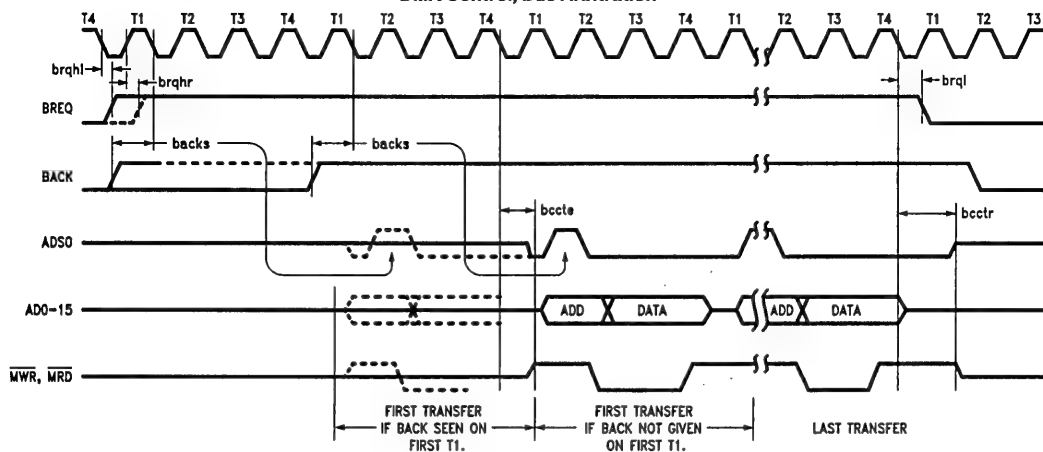 Control, Bus Arbitration
T4 T1 T2 T3 T4 T1 T2 T3 T4 T1 T2 T3 T4 T1 T2 T3 T4 T1 T2 T3
brqhl
brqhr
brql
BREQ
backs
backs
BACK
bccte
bcctr
ADS0
AD0-15
ADD
DATA
ADD
DATA
MWR, MRD
FIRST TRANSFER
IF BACK SEEN ON
FIRST T1.
FIRST TRANSFER
IF BACK NOT GIVEN
ON FIRST T1.
LAST TRANSFER